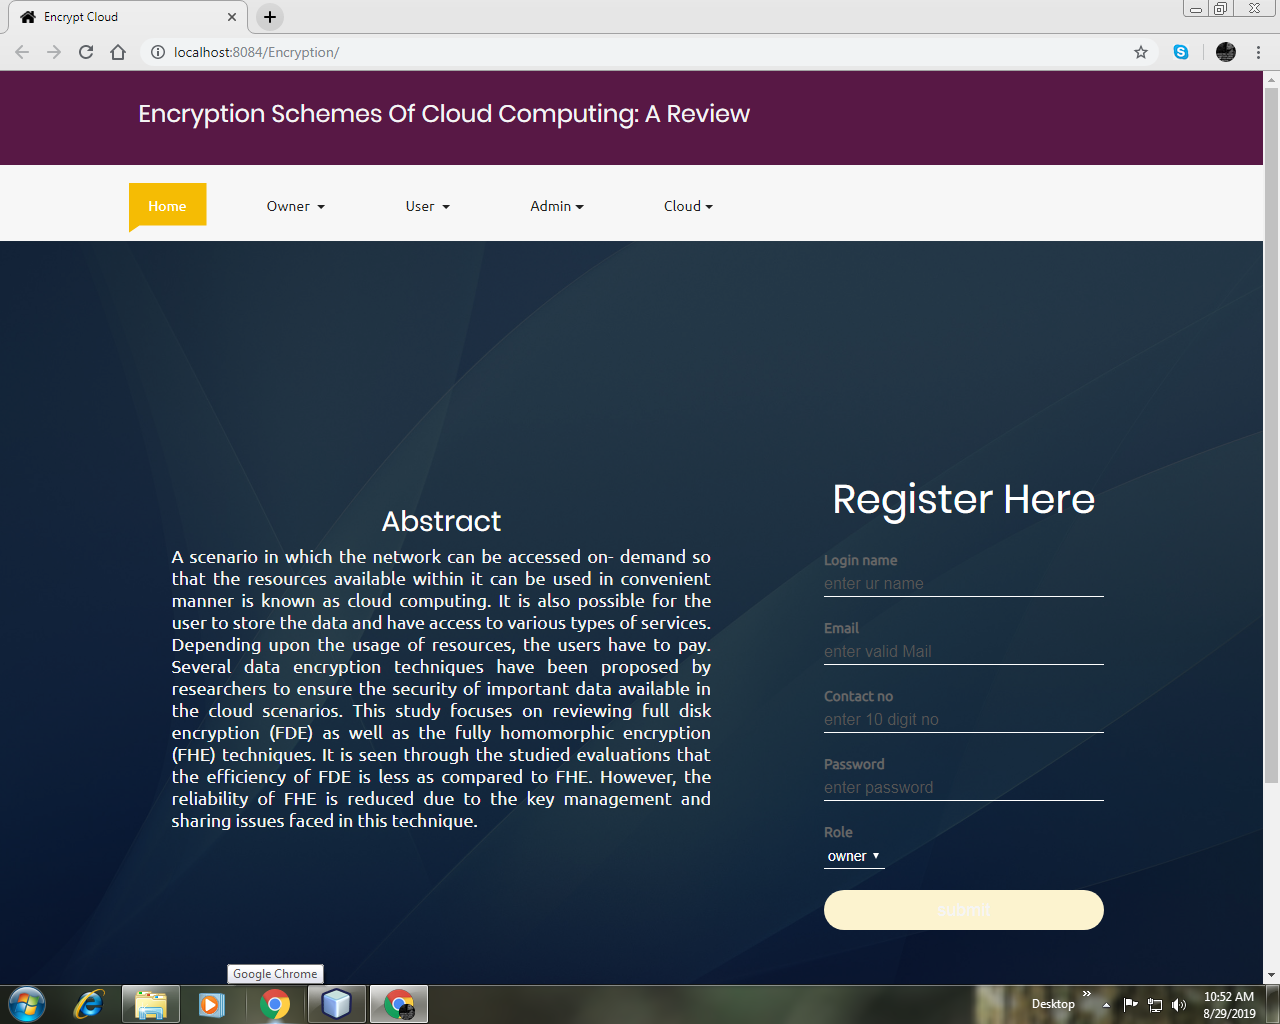 Encrypt Cloud
localhost:8084/Encryption/
Encryption Schemes Of Cloud Computing: A Review
Home
Owner
User
Admin
Cloud
Abstract
A scenario in which the network can be accessed on- demand so
that the resources available within it can be used in convenient
manner is known as cloud computing. It is also possible for the
user to store the data and have access to various types of services.
Depending upon the usage of resources, the users have to pay.
Several data encryption techniques have been proposed by
researchers to ensure the security of important data available in
the cloud scenarios. This study focuses on reviewing full disk
encryption (FDE) as well as the fully homomorphic encryption
(FHE) techniques. It is seen through the studied evaluations that
the efficiency of FDE is less as compared to FHE. However, the
reliability of FHE is reduced due to the key management and
sharing issues faced in this technique.
Register Here
Login name
enter ur name
Email
enter valid Mail
Contact no
enter 10 digit no
Password
enter password
Role
owner
submit
Google Chrome
Desktop
10:52 AM
8/29/2019